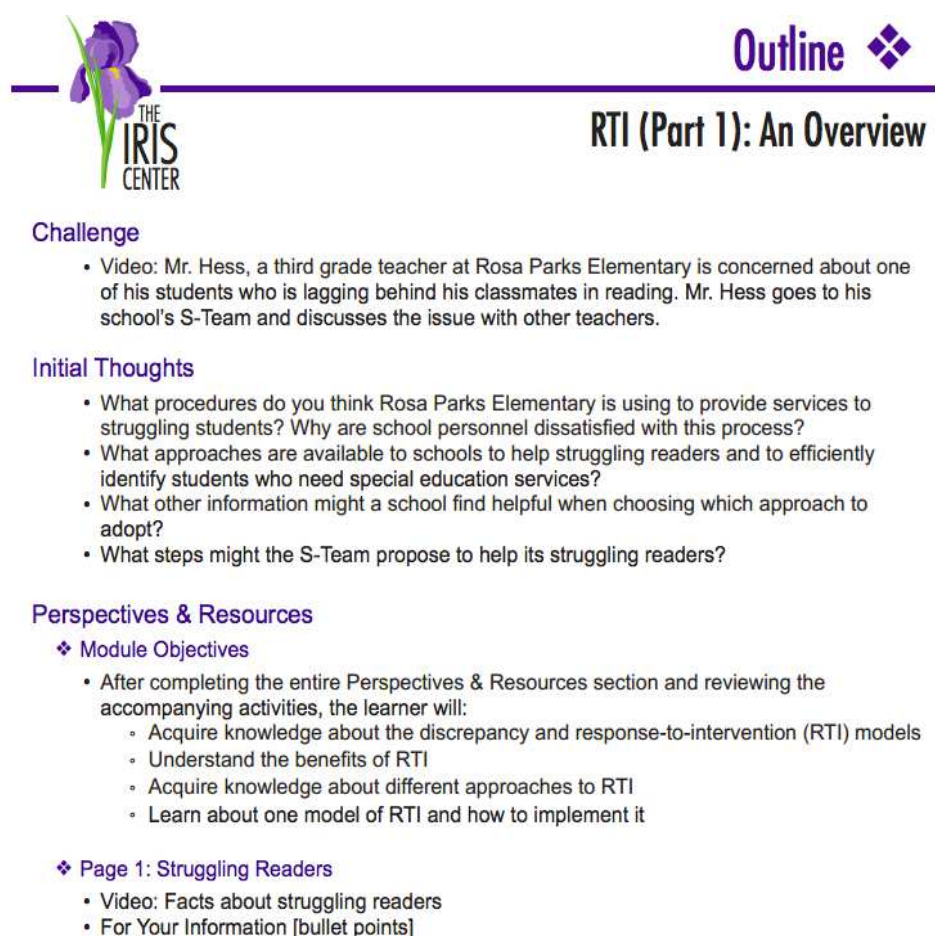 Outline ❖
THE
IRIS
CENTER
RTI (Part 1): An Overview
Challenge
• Video: Mr. Hess, a third grade teacher at Rosa Parks Elementary is concerned about one
of his students who is lagging behind his classmates in reading. Mr. Hess goes to his
school's S-Team and discusses the issue with other teachers.
Initial Thoughts
• What procedures do you think Rosa Parks Elementary is using to provide services to
struggling students? Why are school personnel dissatisfied with this process?
• What approaches are available to schools to help struggling readers and to efficiently
identify students who need special education services?
• What other information might a school find helpful when choosing which approach to
adopt?
• What steps might the S-Team propose to help its struggling readers?
Perspectives & Resources
❖ Module Objectives
• After completing the entire Perspectives & Resources section and reviewing the
accompanying activities, the learner will:
◦ Acquire knowledge about the discrepancy and response-to-intervention (RTI) models
◦ Understand the benefits of RTI
◦ Acquire knowledge about different approaches to RTI
◦ Learn about one model of RTI and how to implement it
❖ Page 1: Struggling Readers
• Video: Facts about struggling readers
• For Your Information [bullet points]